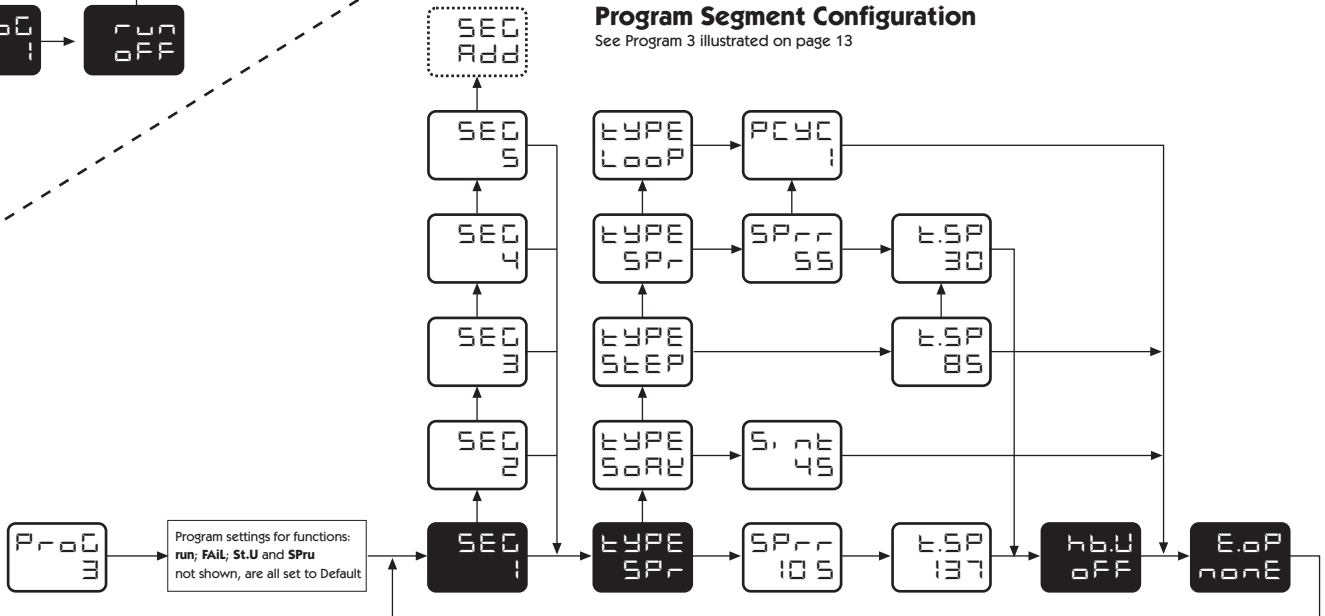 oG
1
run
oFF
Program Segment Configuration
See Program 3 illustrated on page 13
SEG
Add
SEG
5
tYPE
LooP
PCYC
1
SEG
4
tYPE
SPr
SPrr
55
t.SP
30
SEG
3
tYPE
StEP
t.SP
85
SEG
2
tYPE
SoAK
S, nt
45
ProG
3
Program settings for functions:
run; FAiL; St.U and SPru
not shown, are all set to Default
SEG
1
tYPE
SPr
SPrr
105
t.SP
137
hb.U
oFF
E.oP
nonE